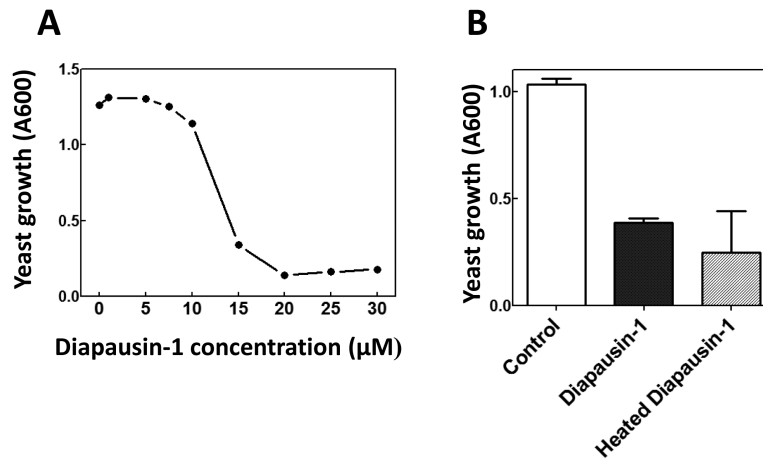 A
Yeast growth (A600)
1.5
1.0
0.5
0.0
0 5 10 15 20 25 30
Diapausin-1 concentration (µM)
B
Yeast growth (A600)
1.0
0.5
0.0
Control
Diapausin-1
Heated Diapausin-1